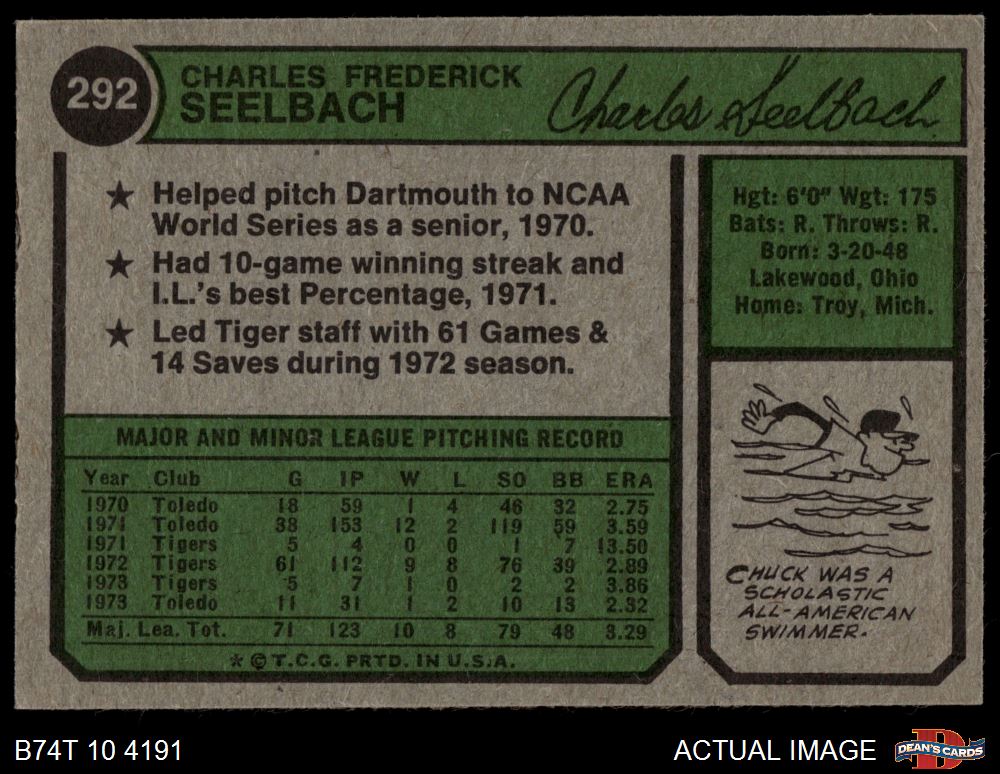 292
CHARLES FREDERICK
SEELBACH
Charles Seelbach
★ Helped pitch Dartmouth to NCAA
World Series as a senior, 1970.
★ Had 10-game winning streak and
I.L.'s best Percentage, 1971.
★ Led Tiger staff with 61 Games &
14 Saves during 1972 season.
Hgt: 6'0" Wgt: 175
Bats: R. Throws: R.
Born: 3-20-48
Lakewood, Ohio
Home: Troy, Mich.
MAJOR AND MINOR LEAGUE PITCHING RECORD
Year Club G IP W L SO BB ERA
1970 Toledo 18 59 1 4 46 32 2.75
1971 Toledo 38 153 12 2 119 59 3.59
1971 Tigers 5 4 0 0 1 7 13.50
1972 Tigers 61 112 9 8 76 39 2.89
1973 Tigers 5 7 1 0 2 2 3.86
1973 Toledo 11 31 1 2 10 13 2.32
Maj. Lea. Tot. 71 123 10 8 79 48 3.29
* © T.C.G. PRTD. IN U.S.A.
CHUCK WAS A
SCHOLASTIC
ALL-AMERICAN
SWIMMER.
B74T 10 4191
ACTUAL IMAGE
DEAN'S CARDS